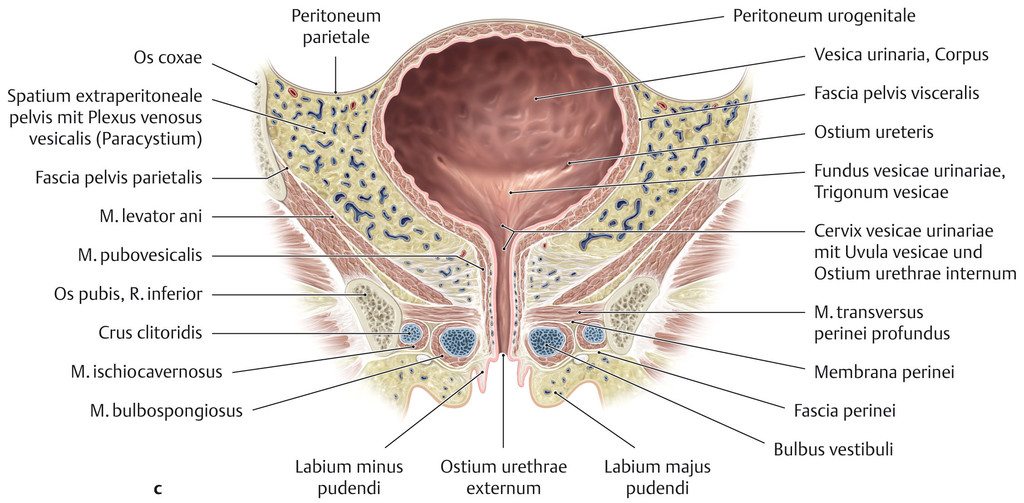 Peritoneum
parietale
Os coxae
Spatium extraperitoneale
pelvis mit Plexus venosus
vesicalis (Paracystium)
Fascia pelvis parietalis
M. levator ani
M. pubovesicalis
Os pubis, R. inferior
Crus clitoridis
M. ischiocavernosus
M. bulbospongiosus
Peritoneum urogenitale
Vesica urinaria, Corpus
Fascia pelvis visceralis
Ostium ureteris
Fundus vesicae urinariae,
Trigonum vesicae
Cervix vesicae urinariae
mit Uvula vesicae und
Ostium urethrae internum
M. transversus
perinei profundus
Membrana perinei
Fascia perinei
Bulbus vestibuli
Labium minus
pudendi
Ostium urethrae
externum
Labium majus
pudendi
c